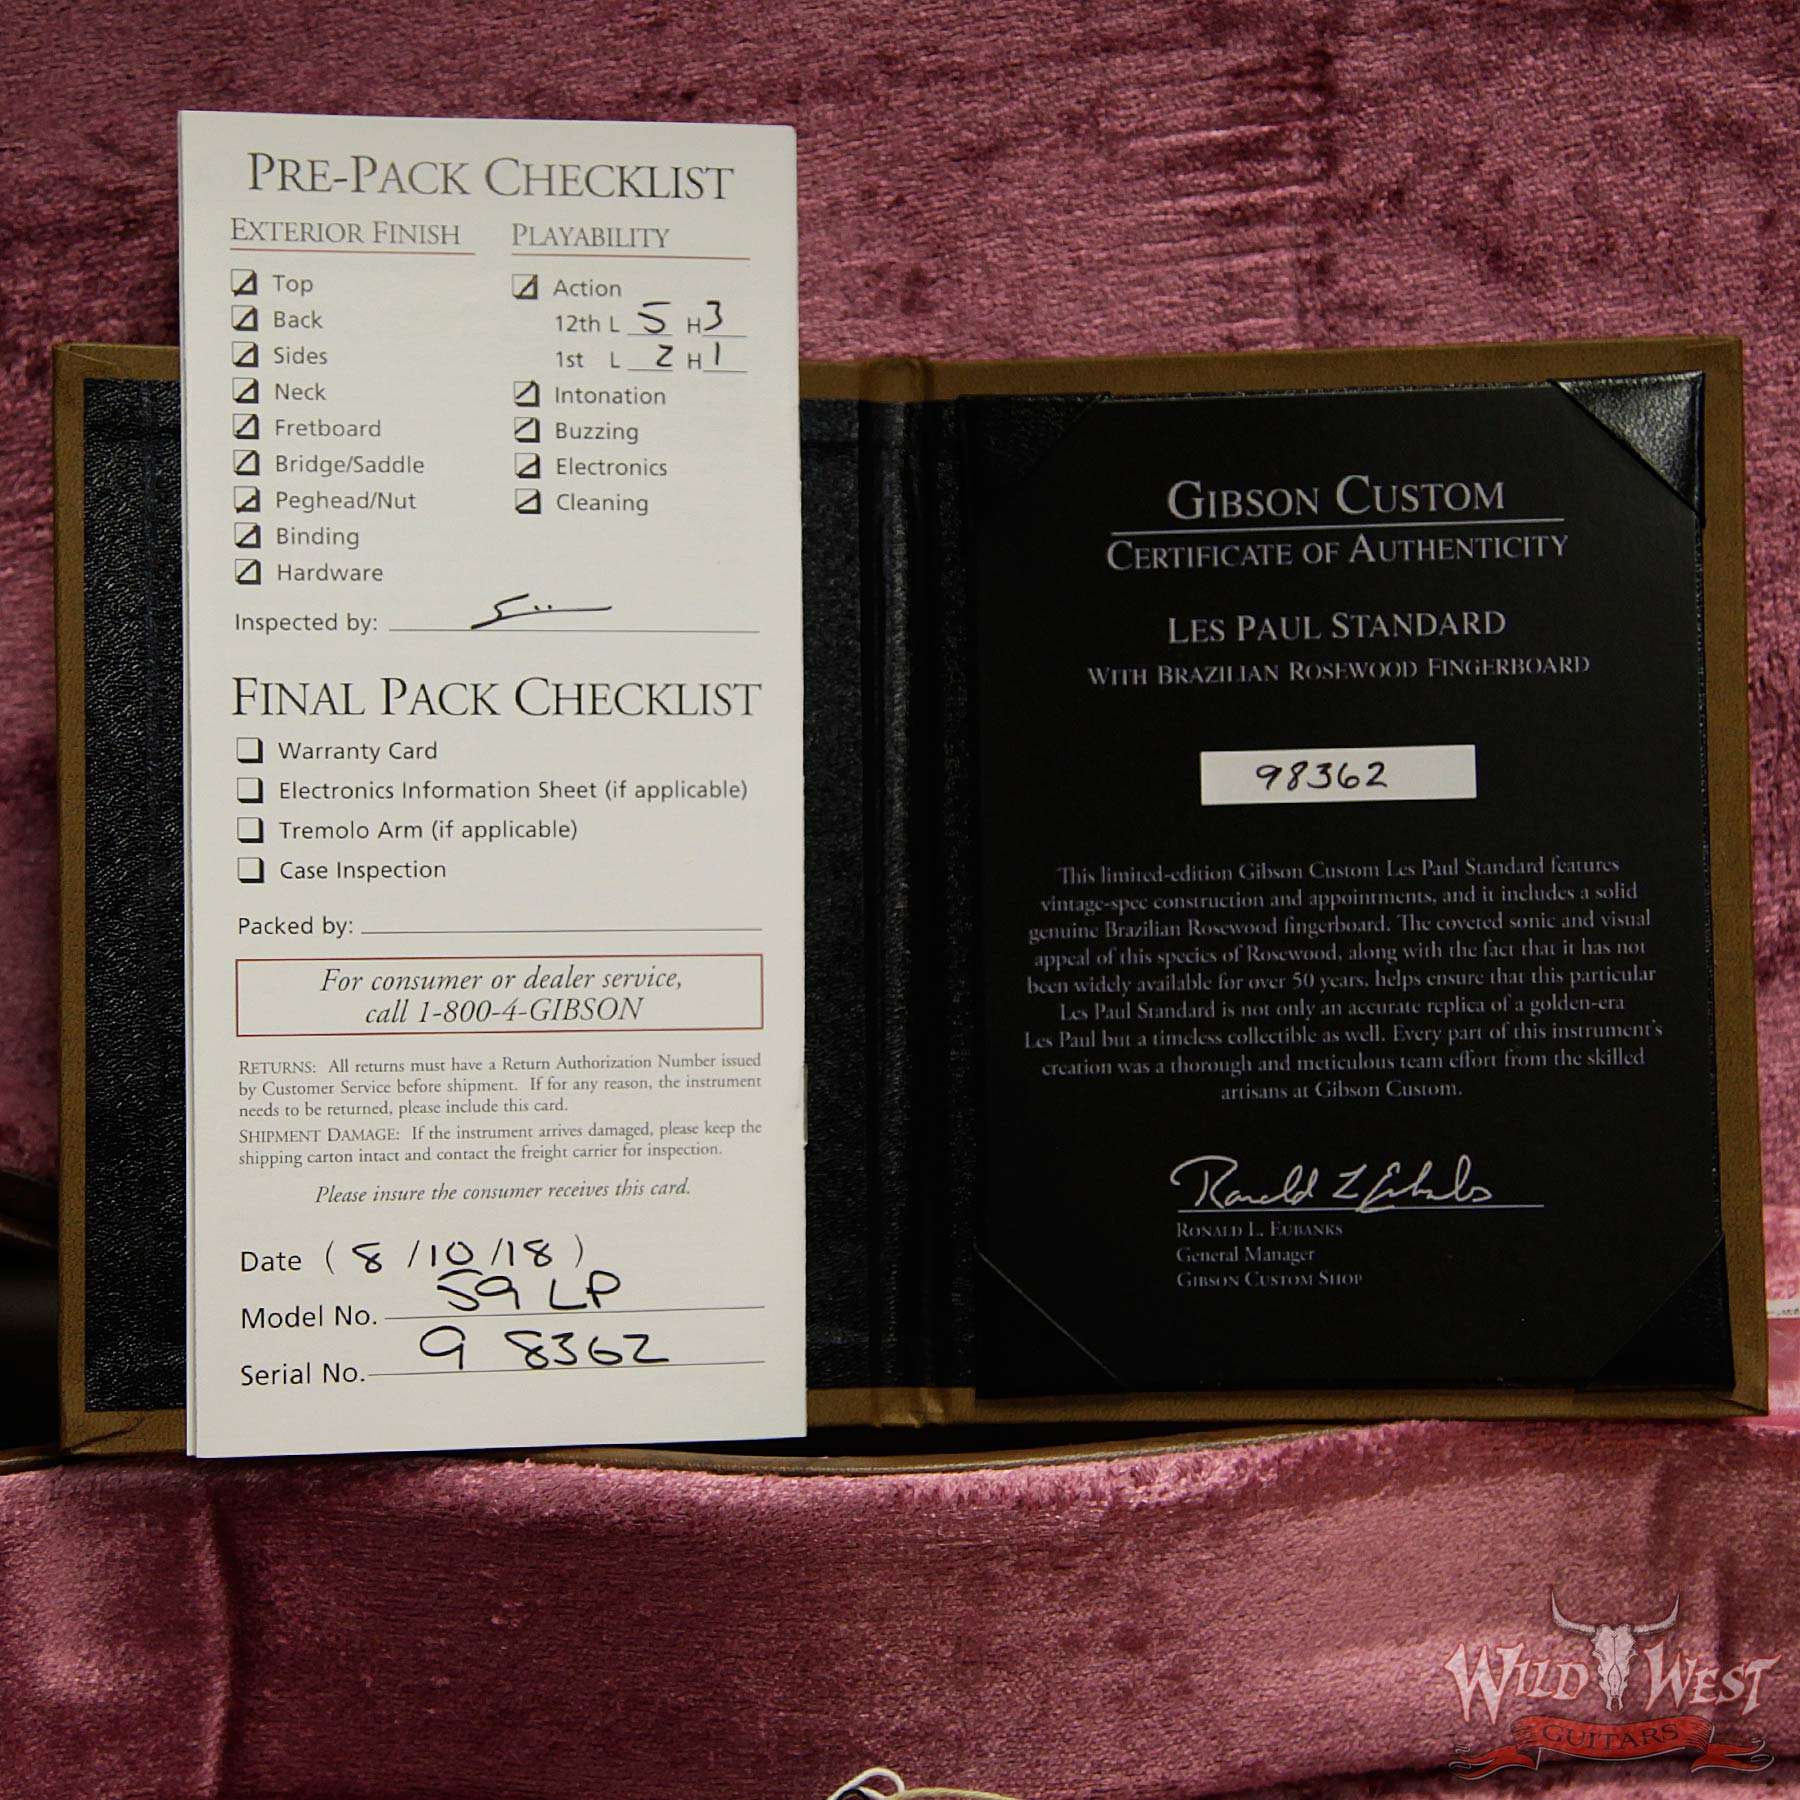 PRE-PACK CHECKLIST
EXTERIOR FINISH
Top
Back
Sides
Neck
Fretboard
Bridge/Saddle
Peghead/Nut
Binding
Hardware
PLAYABILITY
Action
12th L 5 H 3
1st L 2 H 1
Intonation
Buzzing
Electronics
Cleaning
Inspected by:
FINAL PACK CHECKLIST
Warranty Card
Electronics Information Sheet (if applicable)
Tremolo Arm (if applicable)
Case Inspection
Packed by:
For consumer or dealer service,
call 1-800-4-GIBSON
RETURNS: All returns must have a Return Authorization Number issued
by Customer Service before shipment. If for any reason, the instrument
needs to be returned, please include this card.
SHIPMENT DAMAGE: If the instrument arrives damaged, please keep the
shipping carton intact and contact the freight carrier for inspection.
Please insure the consumer receives this card.
Date ( 8 / 10 / 18 )
Model No. 59 LP
Serial No. 9 8362
GIBSON CUSTOM
CERTIFICATE OF AUTHENTICITY
LES PAUL STANDARD
WITH BRAZILIAN ROSEWOOD FINGERBOARD
98362
This limited-edition Gibson Custom Les Paul Standard features
vintage-spec construction and appointments, and it includes a solid
genuine Brazilian Rosewood fingerboard. The coveted sonic and visual
appeal of this species of Rosewood, along with the fact that it has not
been widely available for over 50 years, helps ensure that this particular
Les Paul Standard is not only an accurate replica of a golden-era
Les Paul but a timeless collectible as well. Every part of this instrument's
creation was a thorough and meticulous team effort from the skilled
artisans at Gibson Custom.
Ronald L Eubanks
RONALD L. EUBANKS
General Manager
GIBSON CUSTOM SHOP
WILD WEST
GUITARS